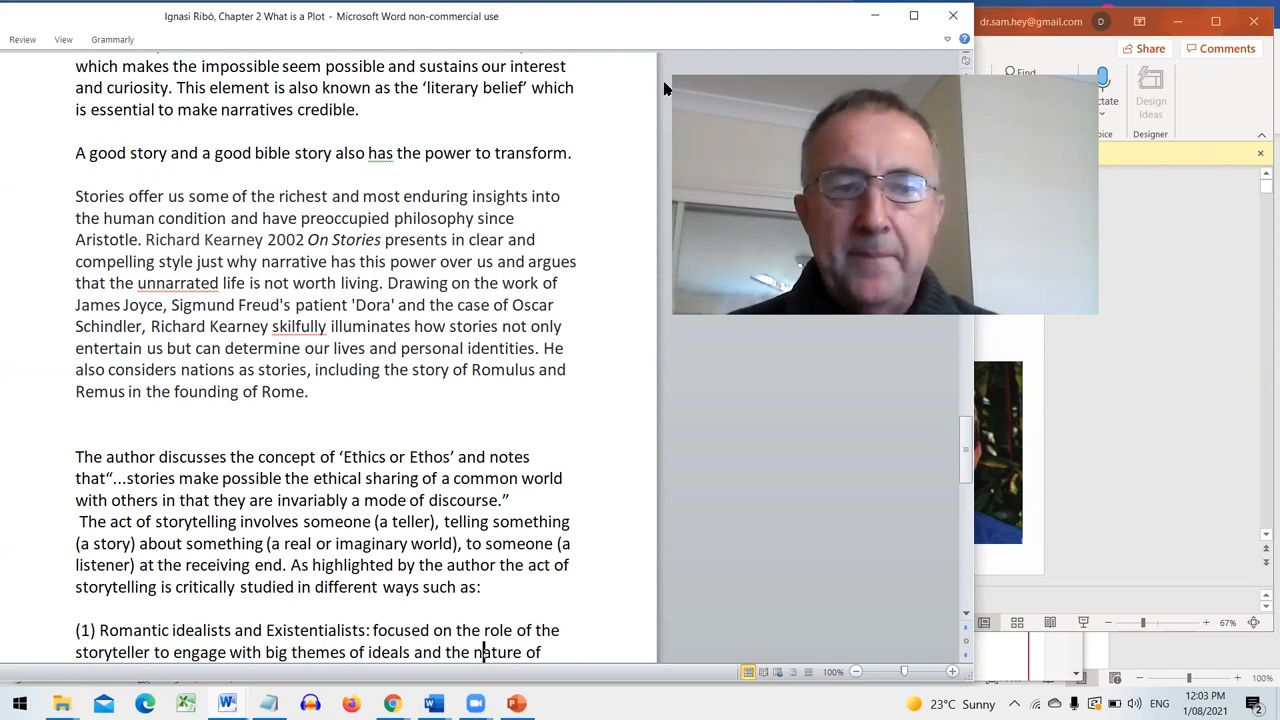 Ignasi Ribó, Chapter 2 What is a Plot - Microsoft Word non-commercial use
dr.sam.hey@gmail.com D
Review View Grammarly
Share Comments
Find
Design
Ideas
Designer
which makes the impossible seem possible and sustains our interest
and curiosity. This element is also known as the ‘literary belief’ which
is essential to make narratives credible.
A good story and a good bible story also has the power to transform.
Stories offer us some of the richest and most enduring insights into
the human condition and have preoccupied philosophy since
Aristotle. Richard Kearney 2002 On Stories presents in clear and
compelling style just why narrative has this power over us and argues
that the unnarrated life is not worth living. Drawing on the work of
James Joyce, Sigmund Freud's patient 'Dora' and the case of Oscar
Schindler, Richard Kearney skilfully illuminates how stories not only
entertain us but can determine our lives and personal identities. He
also considers nations as stories, including the story of Romulus and
Remus in the founding of Rome.
The author discusses the concept of ‘Ethics or Ethos’ and notes
that“...stories make possible the ethical sharing of a common world
with others in that they are invariably a mode of discourse.”
The act of storytelling involves someone (a teller), telling something
(a story) about something (a real or imaginary world), to someone (a
listener) at the receiving end. As highlighted by the author the act of
storytelling is critically studied in different ways such as:
(1) Romantic idealists and Existentialists: focused on the role of the
storyteller to engage with big themes of ideals and the nature of
67%
100%
100%
23°C Sunny
12:03 PM
1/08/2021
2